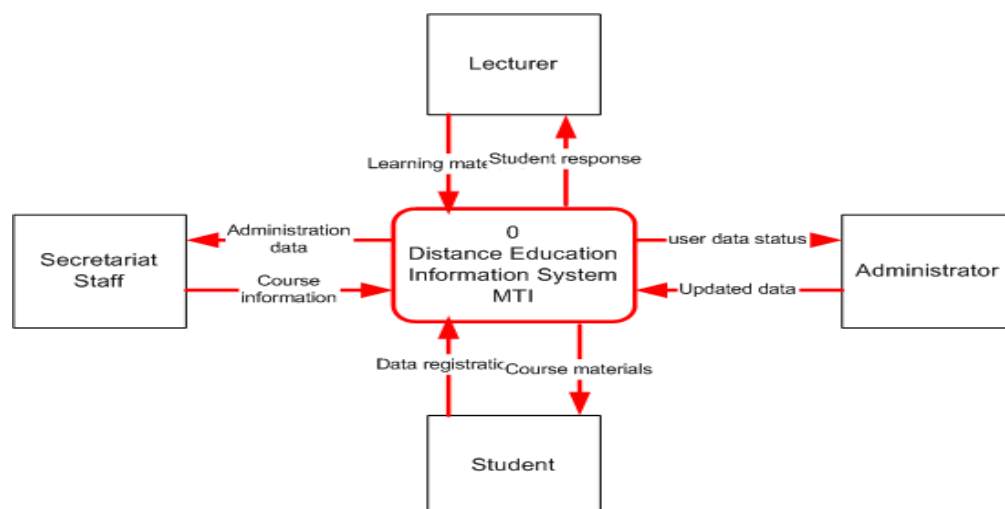 Lecturer
Learning mate
Student response
Secretariat
Staff
Administration
data
Course
information
0
Distance Education
Information System
MTI
user data status
Updated data
Administrator
Data registratio
Course materials
Student